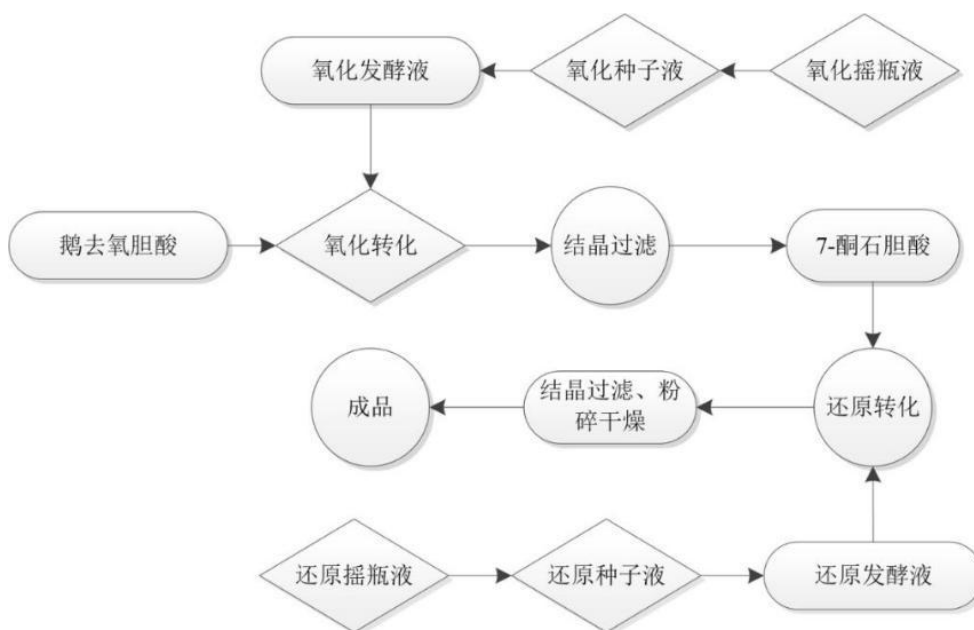 氧化发酵液
氧化种子液
氧化摇瓶液
鹅去氧胆酸
氧化转化
结晶过滤
7-酮石胆酸
成品
结晶过滤、粉
碎干燥
还原转化
还原摇瓶液
还原种子液
还原发酵液